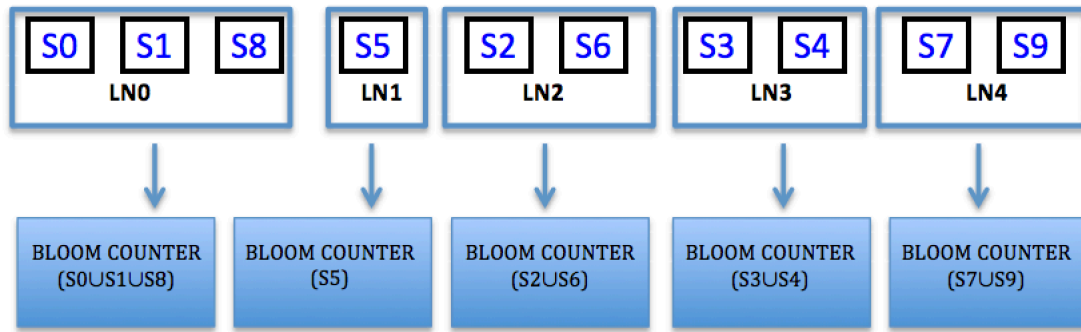 S0 S1 S8 S5 S2 S6 S3 S4 S7 S9
LN0 LN1 LN2 LN3 LN4
BLOOM COUNTER BLOOM COUNTER BLOOM COUNTER BLOOM COUNTER BLOOM COUNTER
(S0∪S1∪S8) (S5) (S2∪S6) (S3∪S4) (S7∪S9)